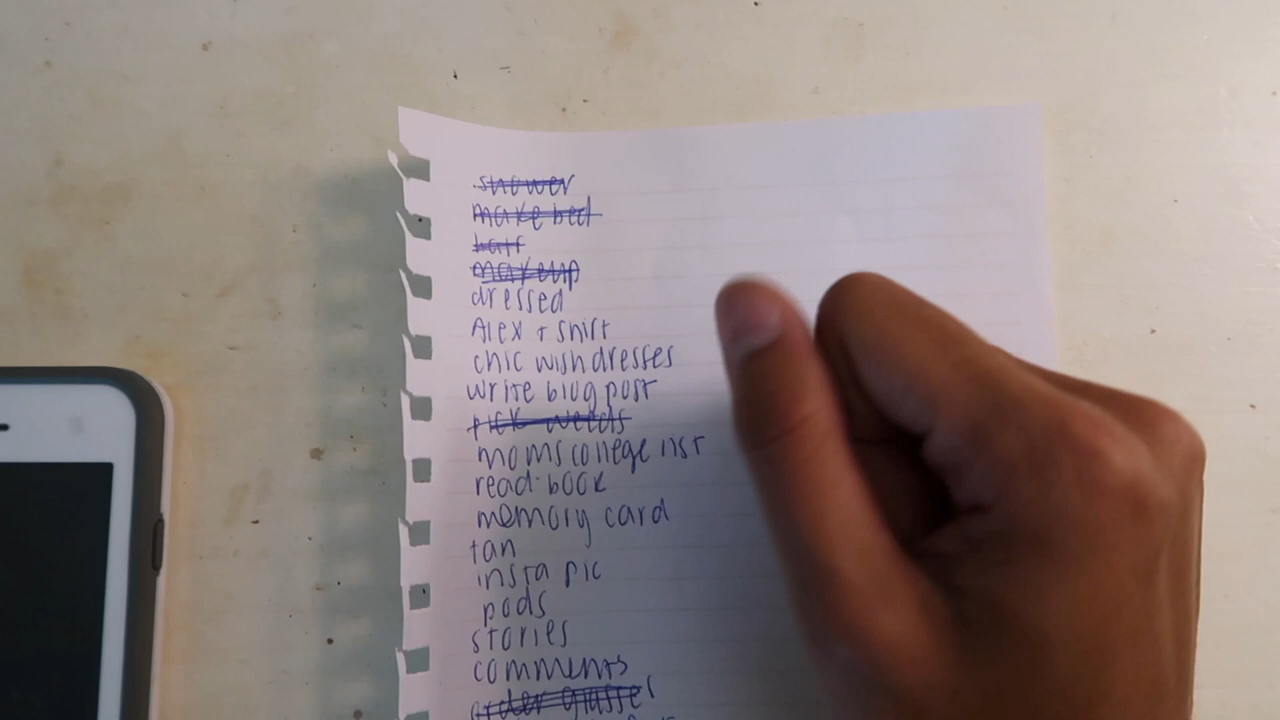 shower
make bed
hair
makeup
dressed
Alex + shirt
chic wish dresses
write blog post
pick weeds
moms college list
read book
memory card
tan
insta pic
pods
stories
comments
order glasses